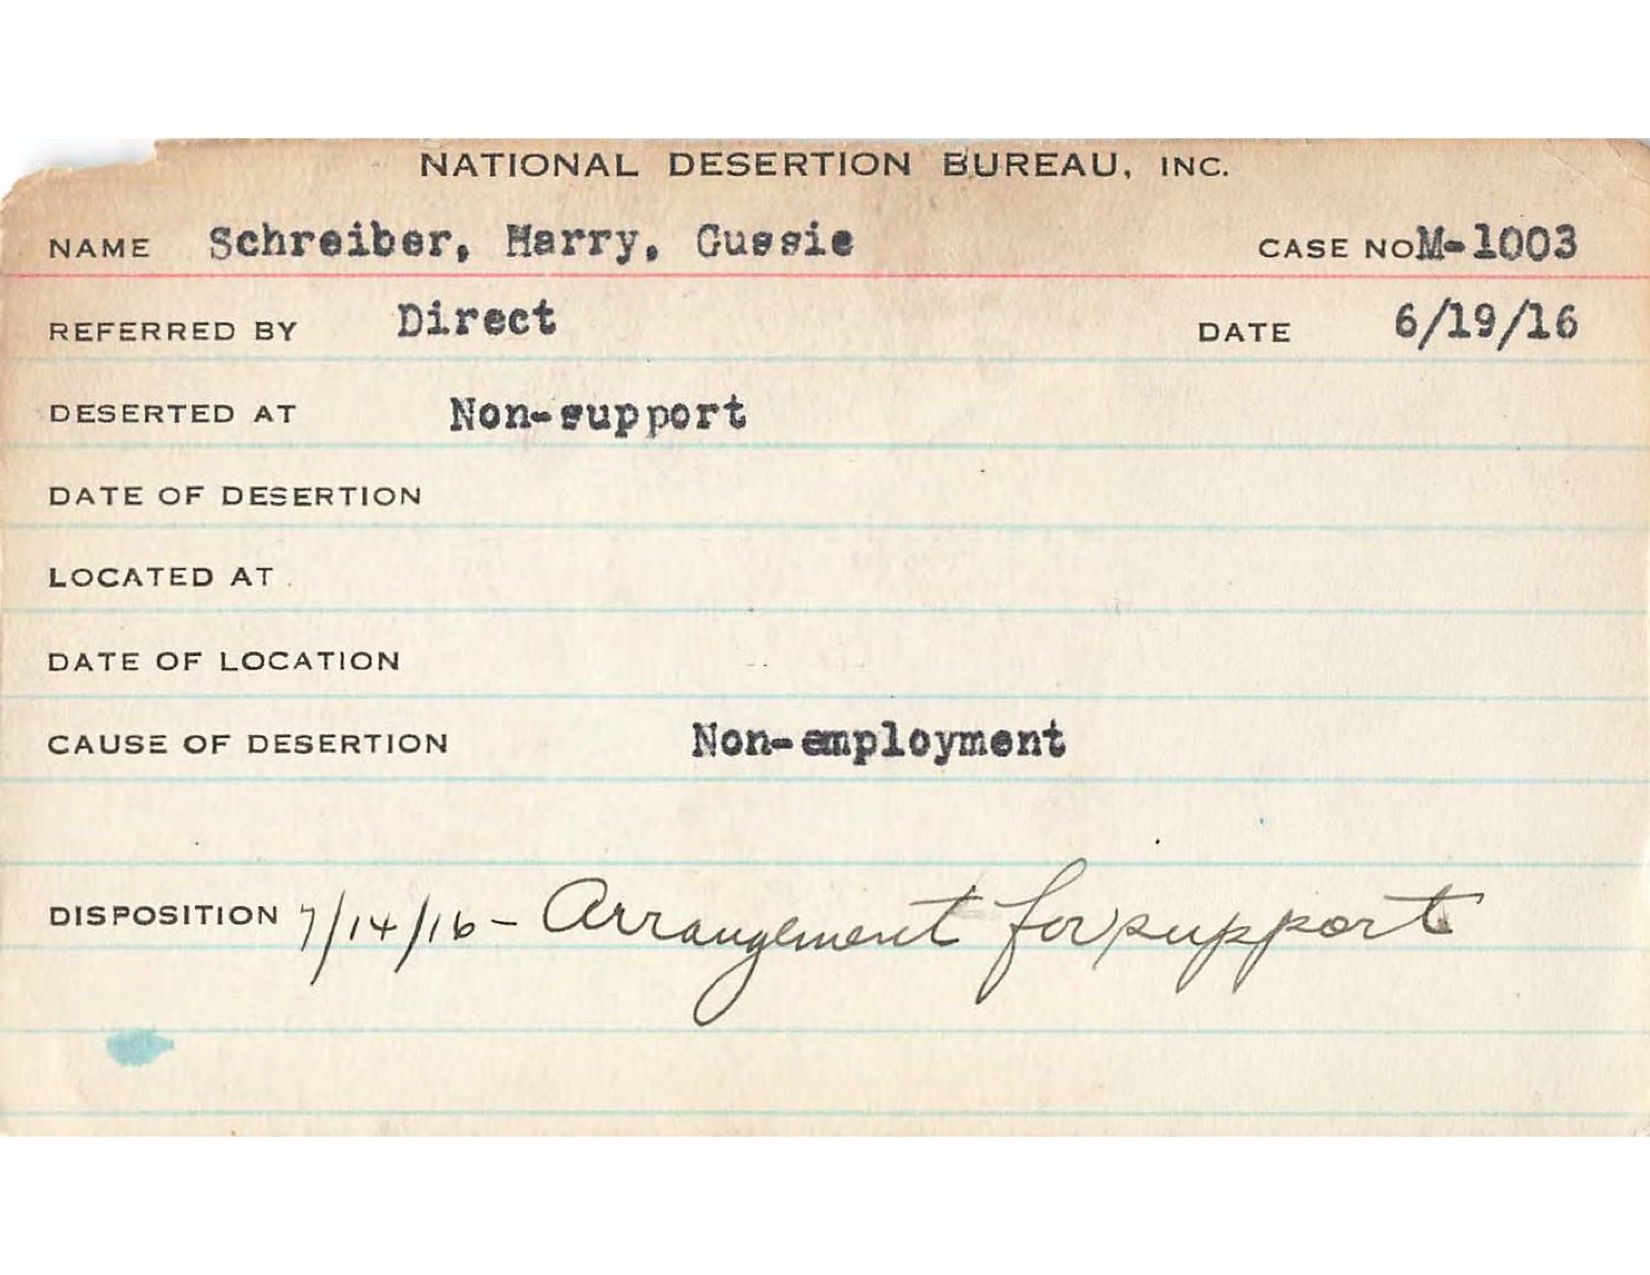 NATIONAL DESERTION BUREAU, INC.
NAME Schreiber, Harry, Gussie CASE NO M-1003
REFERRED BY Direct DATE 6/19/16
DESERTED AT Non-support
DATE OF DESERTION
LOCATED AT
DATE OF LOCATION
CAUSE OF DESERTION Non-employment
DISPOSITION 7/14/16 - Arrangement for support